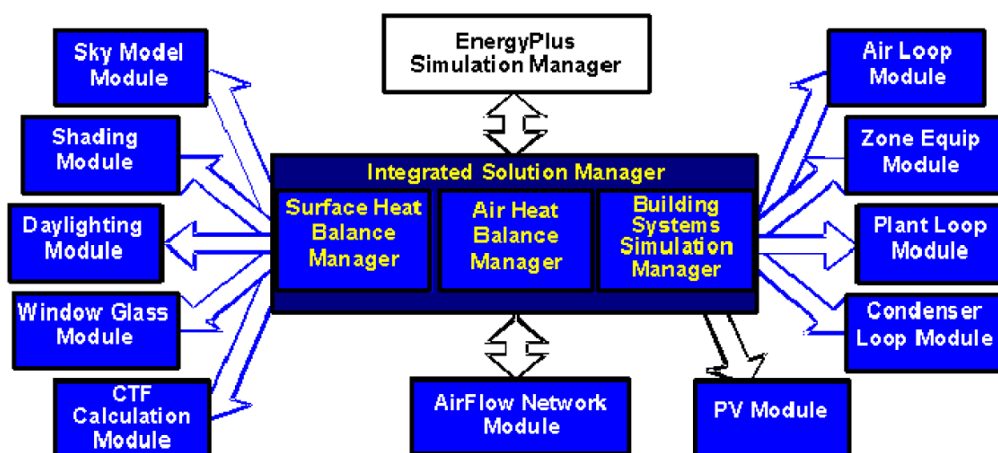 Sky Model
Module
Shading
Module
Daylighting
Module
Window Glass
Module
CTF
Calculation
Module
EnergyPlus
Simulation Manager
Integrated Solution Manager
Surface Heat
Balance
Manager
Air Heat
Balance
Manager
Building
Systems
Simulation
Manager
AirFlow Network
Module
PV Module
Air Loop
Module
Zone Equip
Module
Plant Loop
Module
Condenser
Loop Module